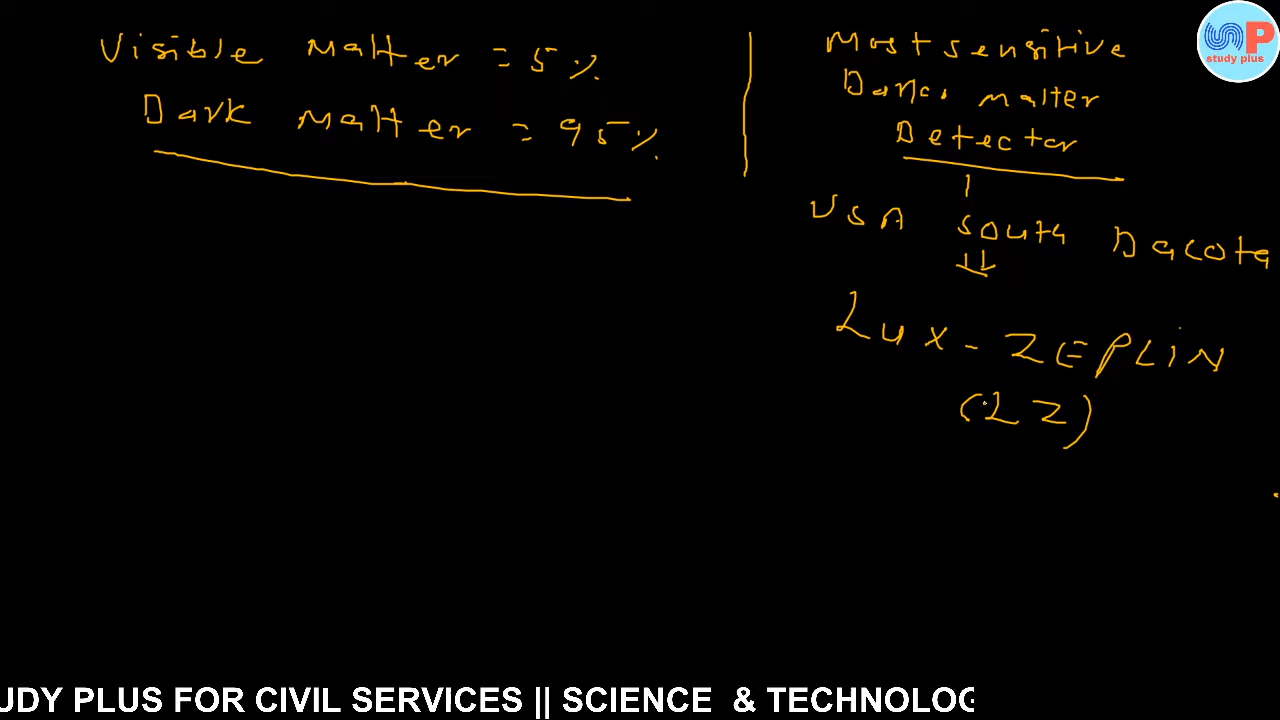 Visible Matter = 5%
Dark Matter = 95%
Most sensitive
Dark matter
Detector
USA South Dacota
Lux - ZEPLIN
(LZ)
SP
study plus
UDY PLUS FOR CIVIL SERVICES || SCIENCE & TECHNOLOG